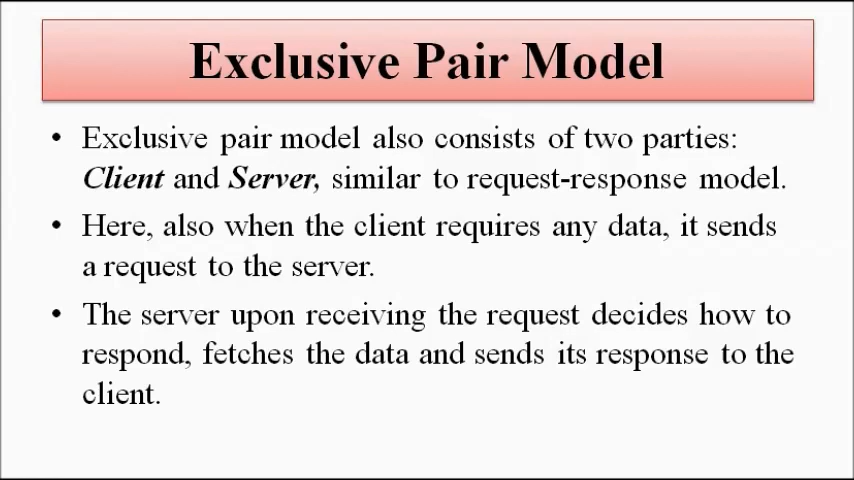 Exclusive Pair Model
• Exclusive pair model also consists of two parties:
Client and Server, similar to request-response model.
• Here, also when the client requires any data, it sends
a request to the server.
• The server upon receiving the request decides how to
respond, fetches the data and sends its response to the
client.